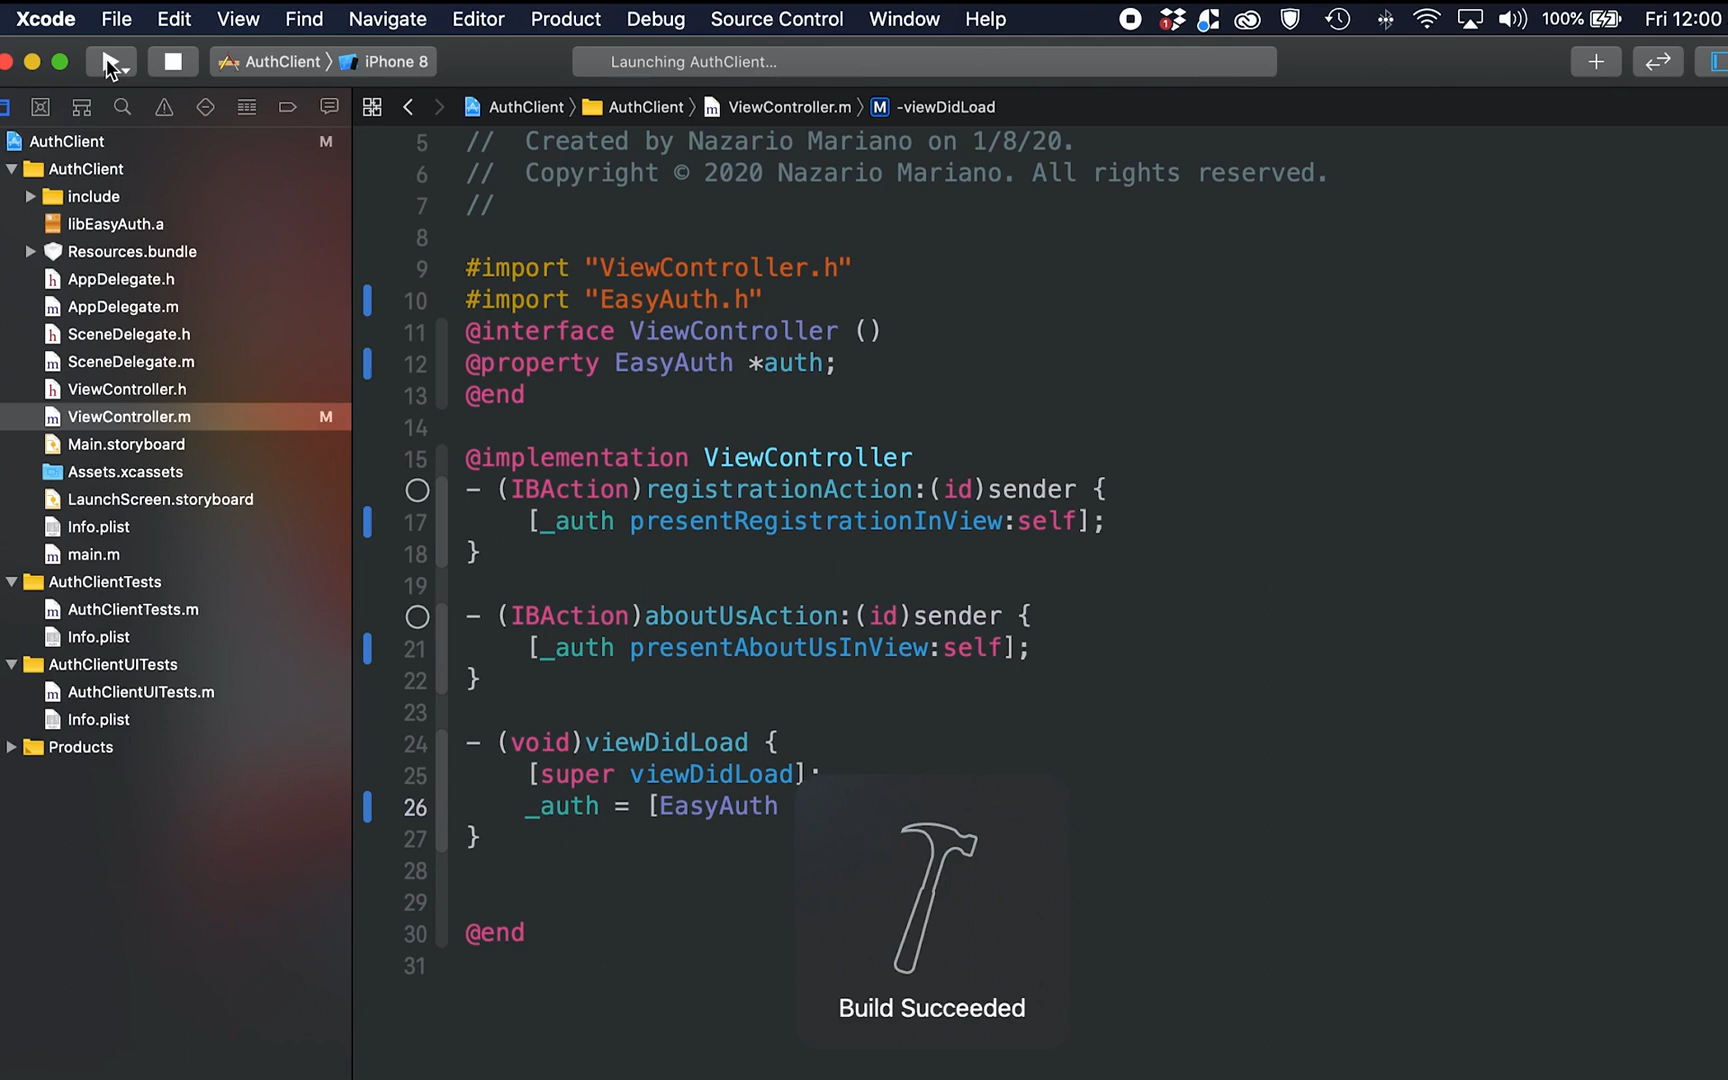 Xcode File Edit View Find Navigate Editor Product Debug Source Control Window Help 1 100% Fri 12:00
AuthClient iPhone 8 Launching AuthClient...
AuthClient AuthClient ViewController.m M -viewDidLoad
AuthClient M
AuthClient
include
libEasyAuth.a
Resources.bundle
AppDelegate.h
AppDelegate.m
SceneDelegate.h
SceneDelegate.m
ViewController.h
ViewController.m M
Main.storyboard
Assets.xcassets
LaunchScreen.storyboard
Info.plist
main.m
AuthClientTests
AuthClientTests.m
Info.plist
AuthClientUITests
AuthClientUITests.m
Info.plist
Products
5 // Created by Nazario Mariano on 1/8/20.
6 // Copyright © 2020 Nazario Mariano. All rights reserved.
7 //
8
9 #import "ViewController.h"
10 #import "EasyAuth.h"
11 @interface ViewController ()
12 @property EasyAuth *auth;
13 @end
14
15 @implementation ViewController
- (IBAction)registrationAction:(id)sender {
17 [_auth presentRegistrationInView:self];
18 }
19
- (IBAction)aboutUsAction:(id)sender {
21 [_auth presentAboutUsInView:self];
22 }
23
24 - (void)viewDidLoad {
25 [super viewDidLoad];
26 _auth = [EasyAuth
27 }
28
29
30 @end
31
Build Succeeded